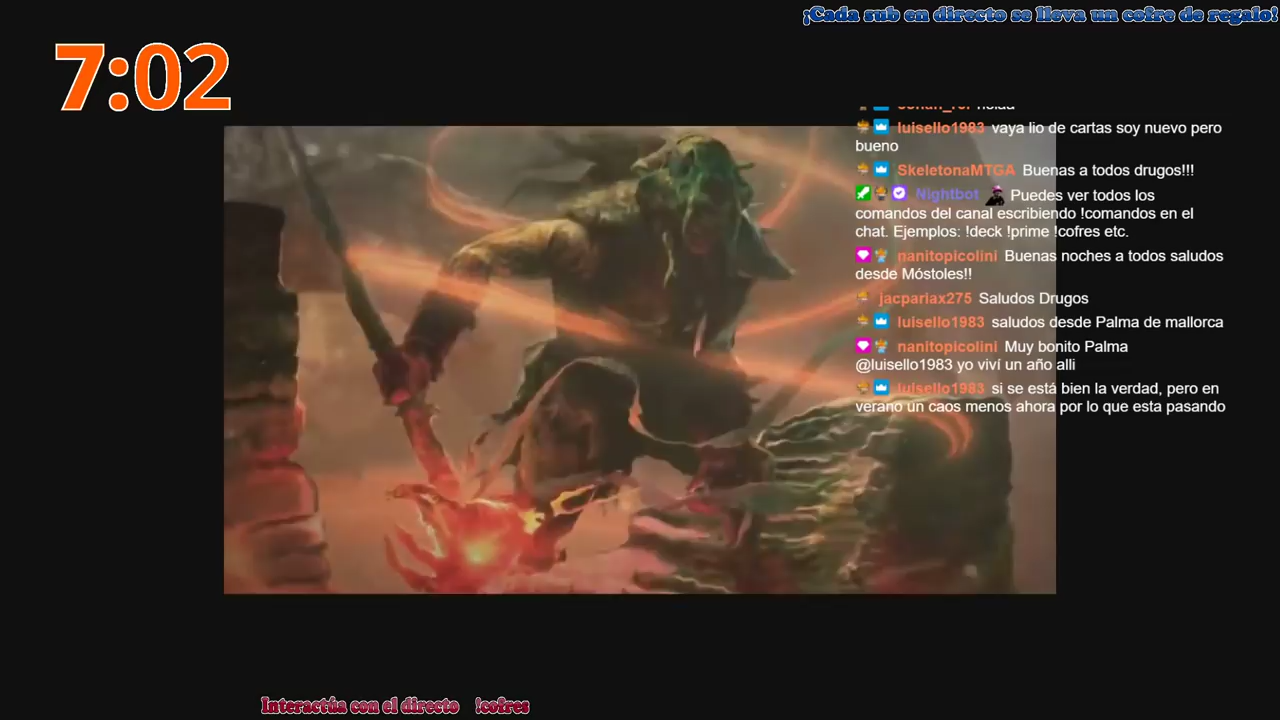 ¡Cada sub en directo se lleva un cofre de regalo!
7:02
luisello1983 vaya lio de cartas soy nuevo pero
bueno
SkeletonaMTGA Buenas a todos drugos!!!
Nightbot Puedes ver todos los
comandos del canal escribiendo !comandos en el
chat. Ejemplos: !deck !prime !cofres etc.
nanitopicolini Buenas noches a todos saludos
desde Móstoles!!
jacpariax275 Saludos Drugos
luisello1983 saludos desde Palma de mallorca
nanitopicolini Muy bonito Palma
@luisello1983 yo viví un año alli
luisello1983 si se está bien la verdad, pero en
verano un caos menos ahora por lo que esta pasando
Interactúa con el directo !cofres